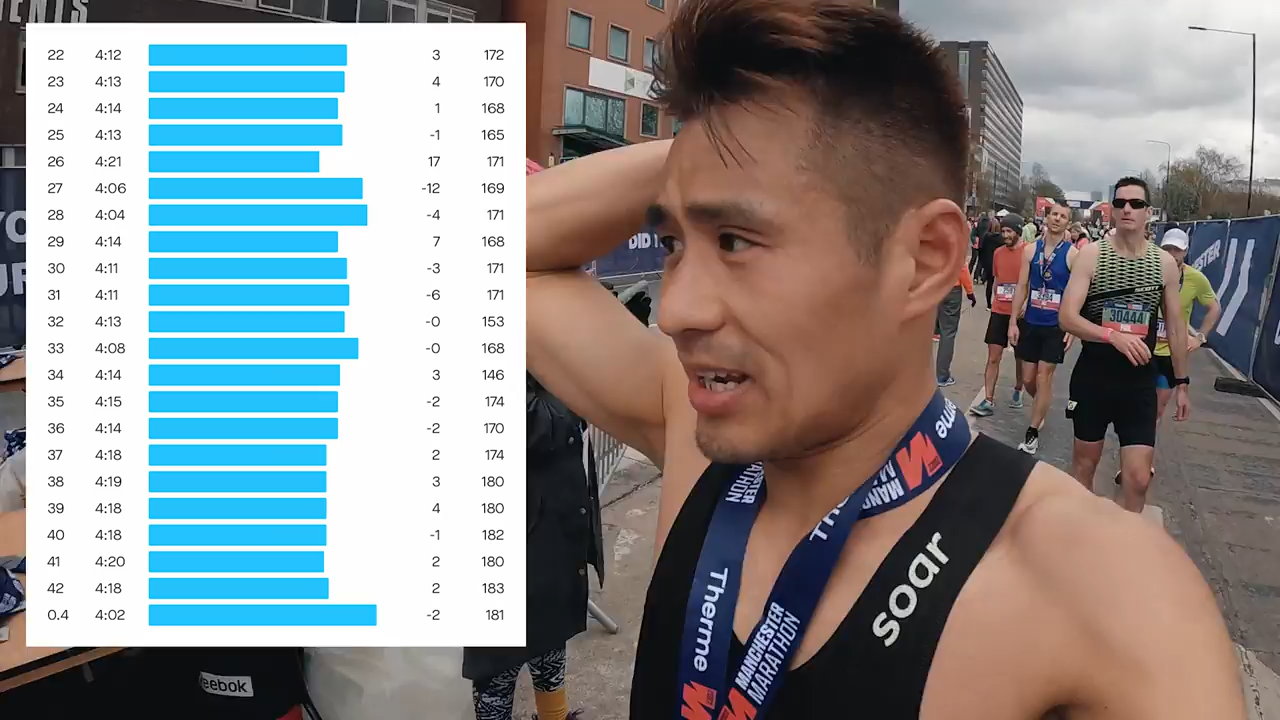 ENTS
22 4:12 3 172
23 4:13 4 170
24 4:14 1 168
25 4:13 -1 165
26 4:21 17 171
27 4:06 -12 169
28 4:04 -4 171
29 4:14 7 168
30 4:11 -3 171
31 4:11 -6 171
32 4:13 -0 153
33 4:08 -0 168
34 4:14 3 146
35 4:15 -2 174
36 4:14 -2 170
37 4:18 2 174
38 4:19 3 180
39 4:18 4 180
40 4:18 -1 182
41 4:20 2 180
42 4:18 2 183
0.4 4:02 -2 181
DID
30444
soar
Therme
MANCHESTER
MARATHON
eebok